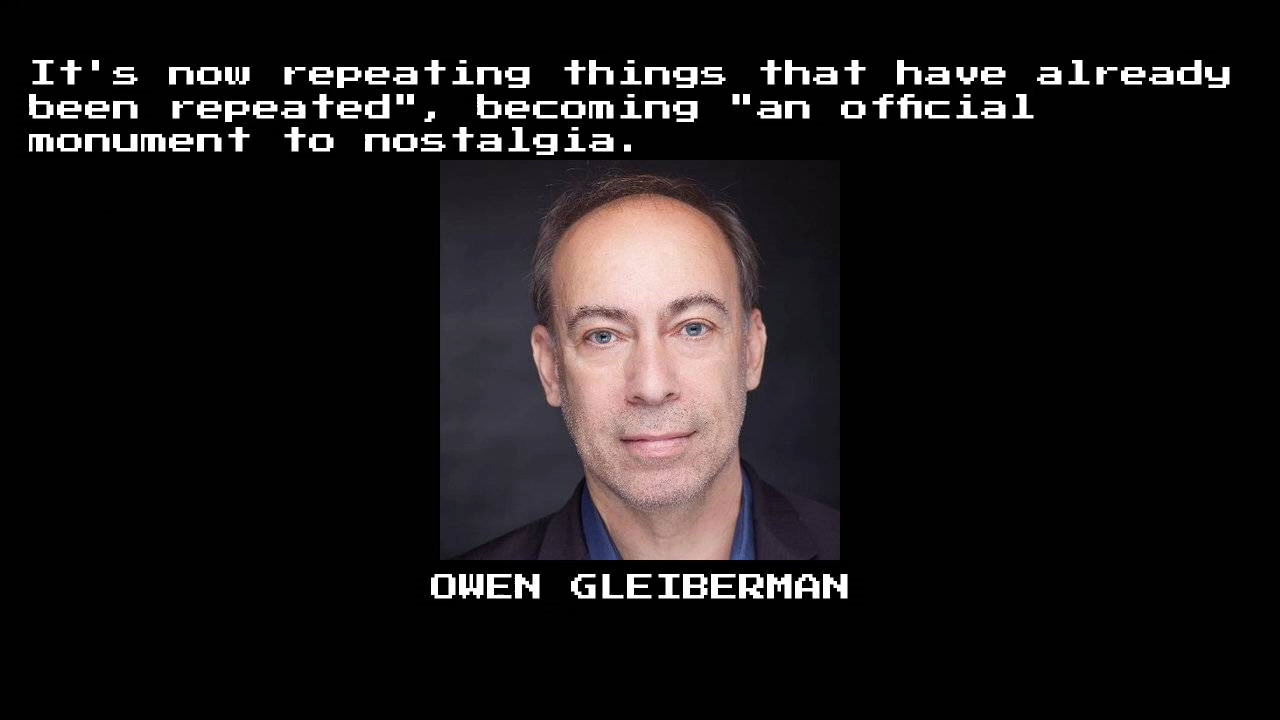 It's now repeating things that have already
been repeated", becoming "an official
monument to nostalgia.
OWEN GLEIBERMAN